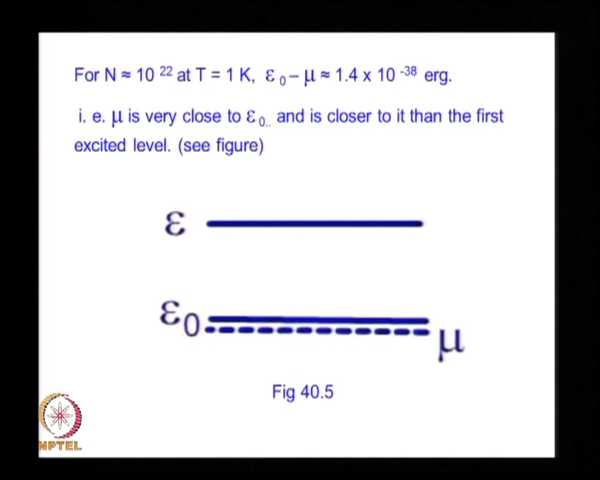 For N ≈ 10 22 at T = 1 K, ε 0 – μ ≈ 1.4 x 10 -38 erg.
i. e. μ is very close to ε 0.. and is closer to it than the first
excited level. (see figure)
ε
ε0
μ
Fig 40.5
NPTEL